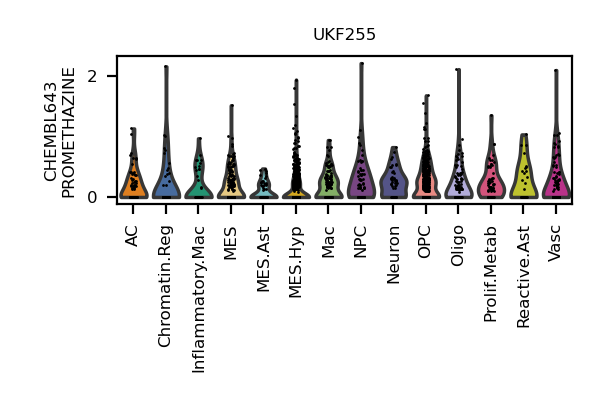 UKF255
CHEMBL643
PROMETHAZINE
2
0
AC
Chromatin.Reg
Inflammatory.Mac
MES
MES.Ast
MES.Hyp
Mac
NPC
Neuron
OPC
Oligo
Prolif.Metab
Reactive.Ast
Vasc